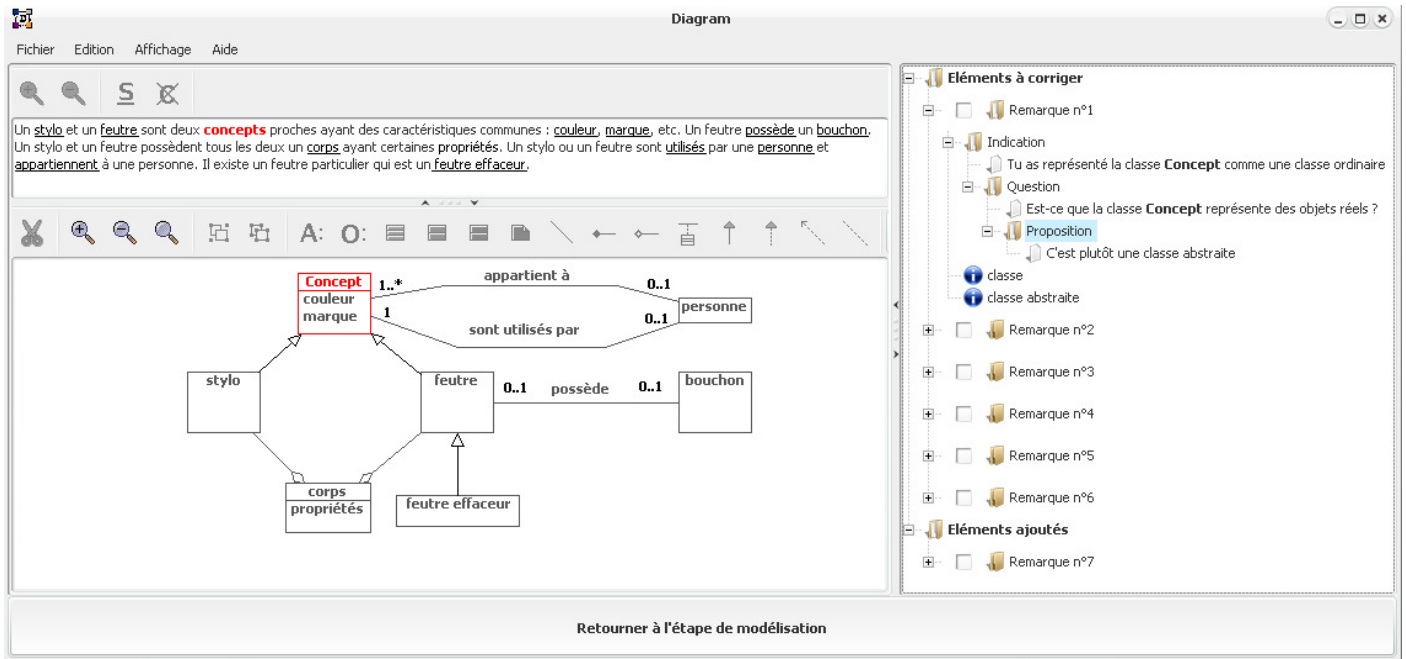 Diagram
Fichier Edition Affichage Aide
S
Un stylo et un feutre sont deux concepts proches ayant des caractéristiques communes : couleur, marque, etc. Un feutre possède un bouchon.
Un stylo et un feutre possèdent tous les deux un corps ayant certaines propriétés. Un stylo ou un feutre sont utilisés par une personne et
appartiennent à une personne. Il existe un feutre particulier qui est un feutre effaceur.
A: O:
Concept
couleur
marque
1..*
appartient à
0..1
1
sont utilisés par
0..1
personne
stylo
feutre
0..1
possède
0..1
bouchon
corps
propriétés
feutre effaceur
Eléments à corriger
Remarque n°1
Indication
Tu as représenté la classe Concept comme une classe ordinaire
Question
Est-ce que la classe Concept représente des objets réels ?
Proposition
C'est plutôt une classe abstraite
classe
classe abstraite
Remarque n°2
Remarque n°3
Remarque n°4
Remarque n°5
Remarque n°6
Eléments ajoutés
Remarque n°7
Retourner à l'étape de modélisation